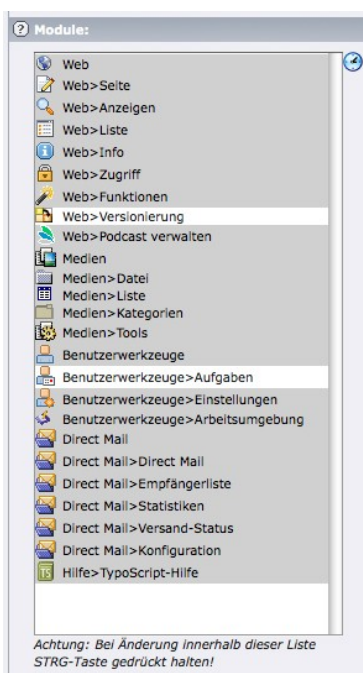 Module:
Web
Web>Seite
Web>Anzeigen
Web>Liste
Web>Info
Web>Zugriff
Web>Funktionen
Web>Versionierung
Web>Podcast verwalten
Medien
Medien>Datei
Medien>Liste
Medien>Kategorien
Medien>Tools
Benutzerwerkzeuge
Benutzerwerkzeuge>Aufgaben
Benutzerwerkzeuge>Einstellungen
Benutzerwerkzeuge>Arbeitsumgebung
Direct Mail
Direct Mail>Direct Mail
Direct Mail>Empfängerliste
Direct Mail>Statistiken
Direct Mail>Versand-Status
Direct Mail>Konfiguration
TS Hilfe>TypoScript-Hilfe
Achtung: Bei Änderung innerhalb dieser Liste
STRG-Taste gedrückt halten!